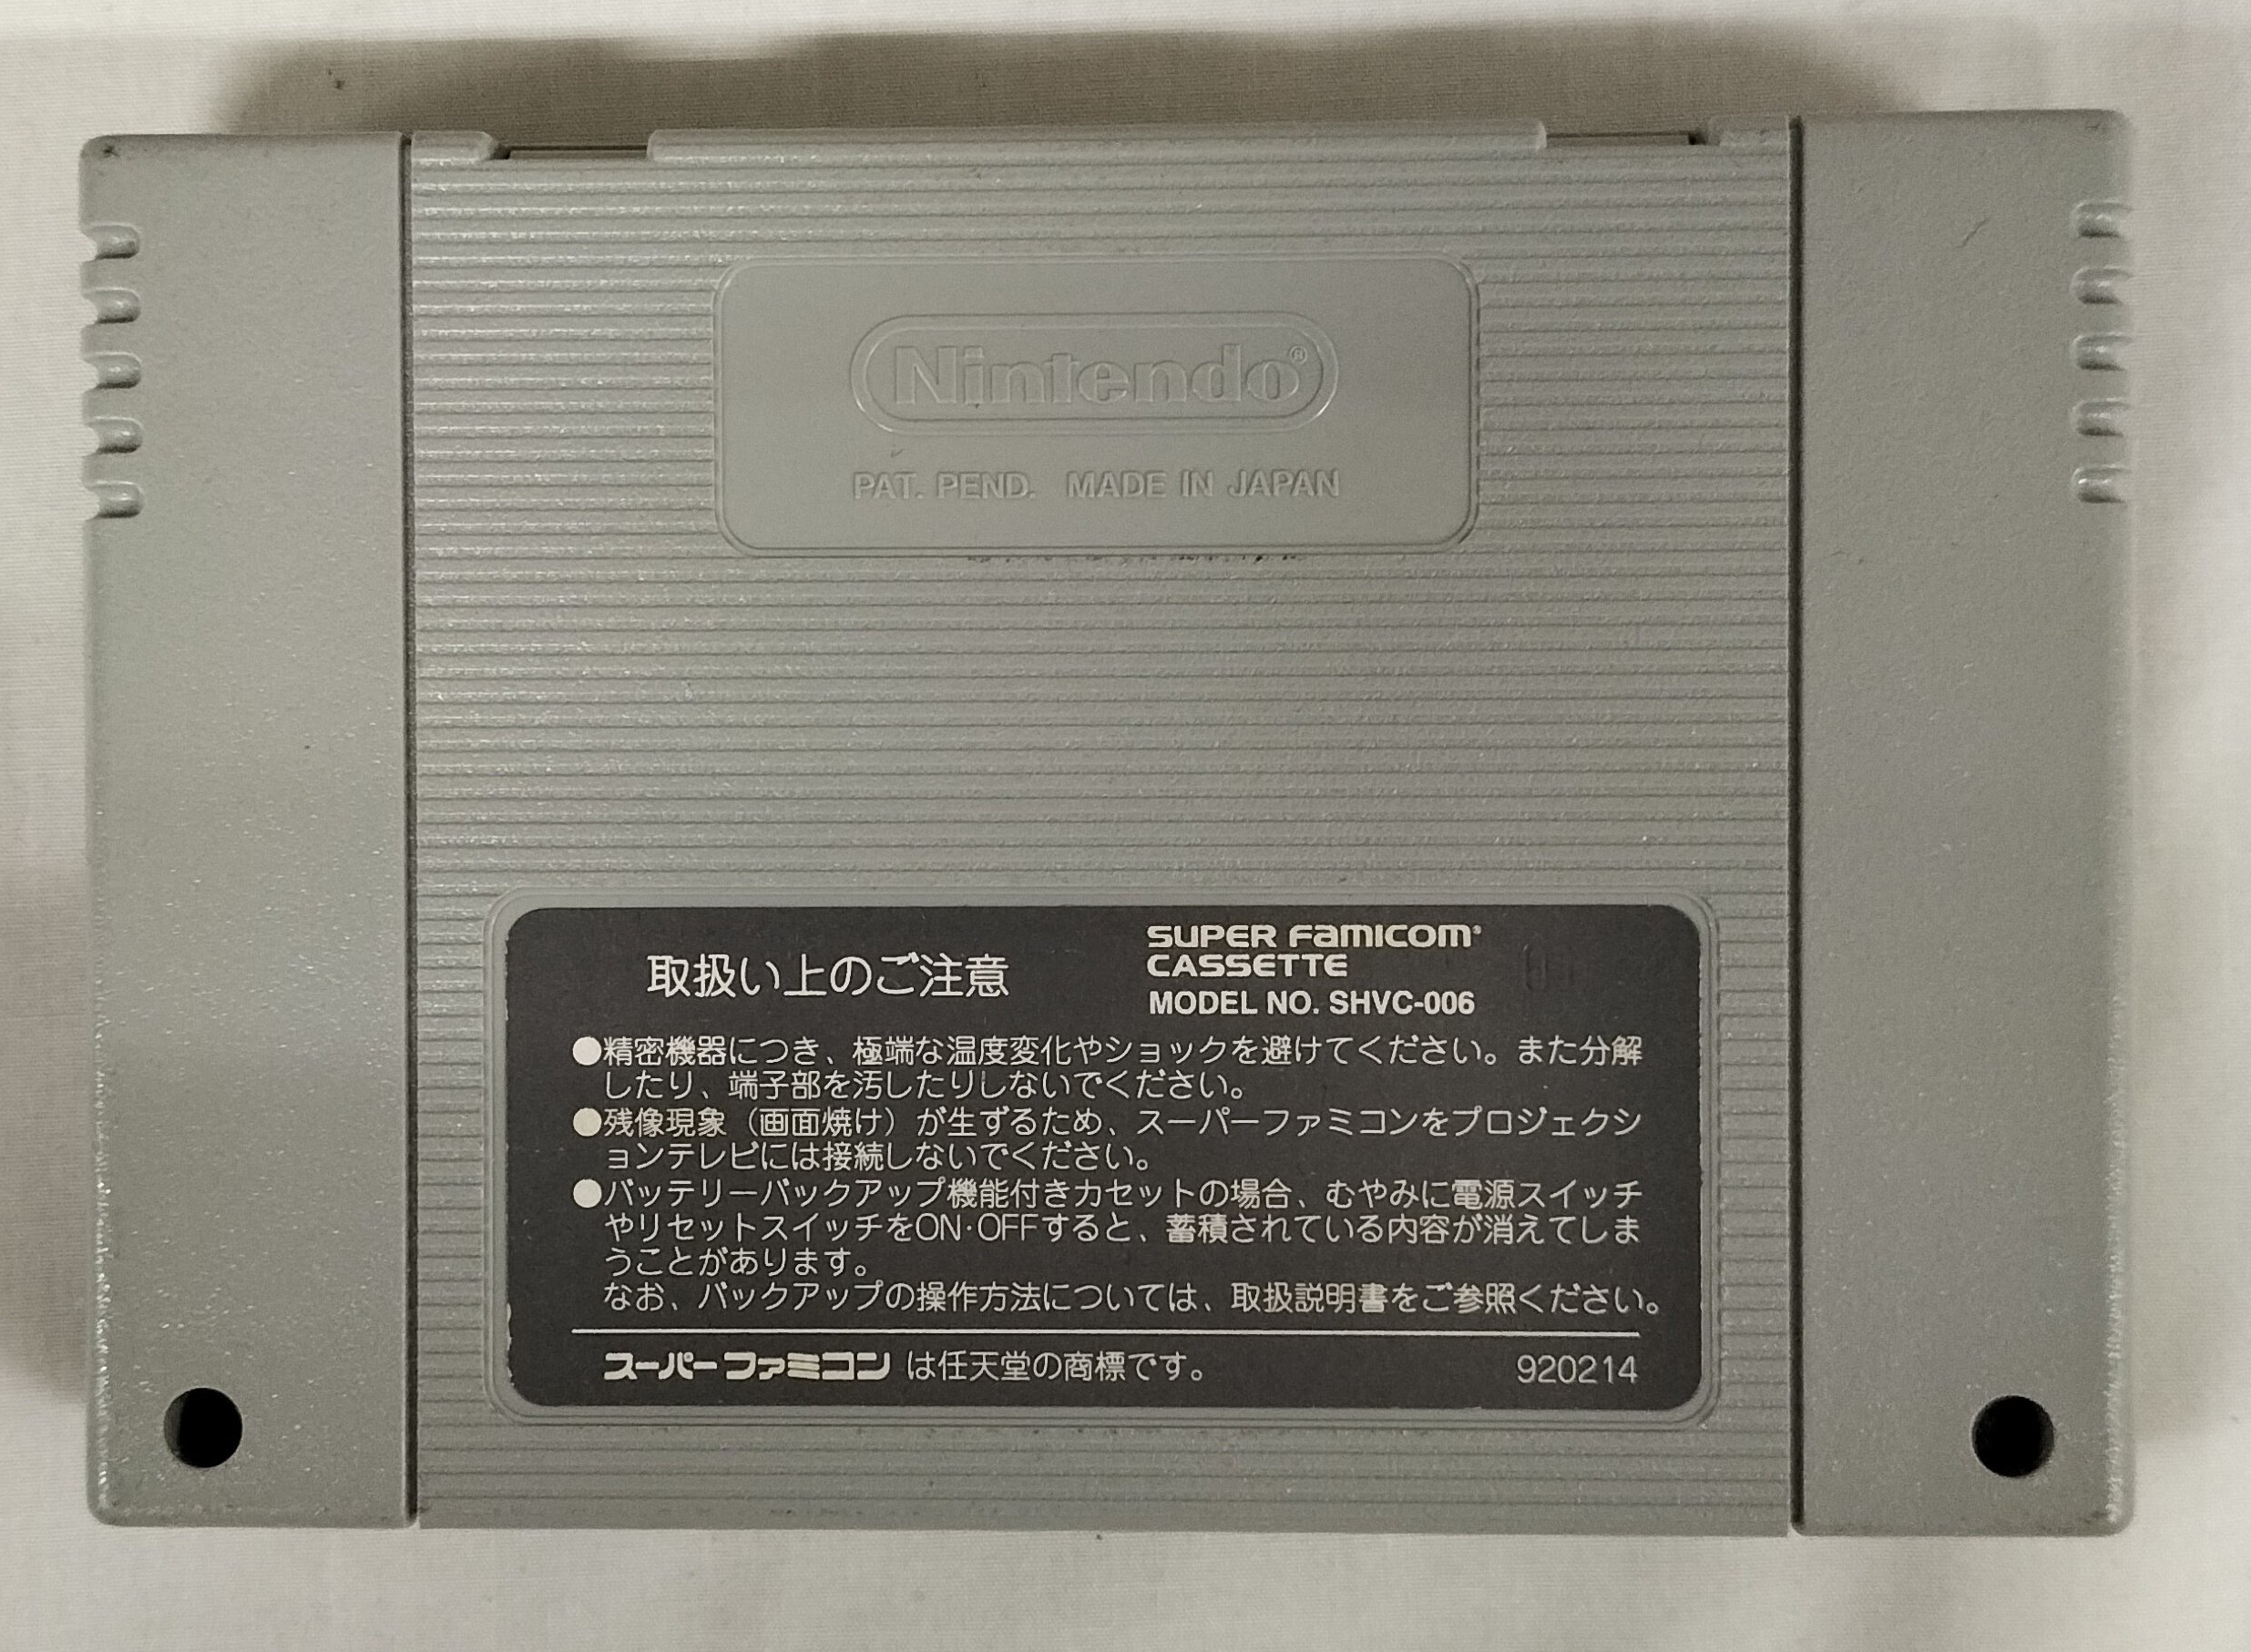 Nintendo®
PAT. PEND. MADE IN JAPAN
取扱い上のご注意
SUPER FAMICOM®
CASSETTE
MODEL NO. SHVC-006
●精密機器につき、極端な温度変化やショックを避けてください。また分解
したり、端子部を汚したりしないでください。
●残像現象（画面焼け）が生ずるため、スーパーファミコンをプロジェクシ
ョンテレビには接続しないでください。
●バッテリーバックアップ機能付きカセットの場合、むやみに電源スイッチ
やリセットスイッチをON·OFFすると、蓄積されている内容が消えてしま
うことがあります。
なお、バックアップの操作方法については、取扱説明書をご参照ください。
スーパーファミコン は任天堂の商標です。
920214